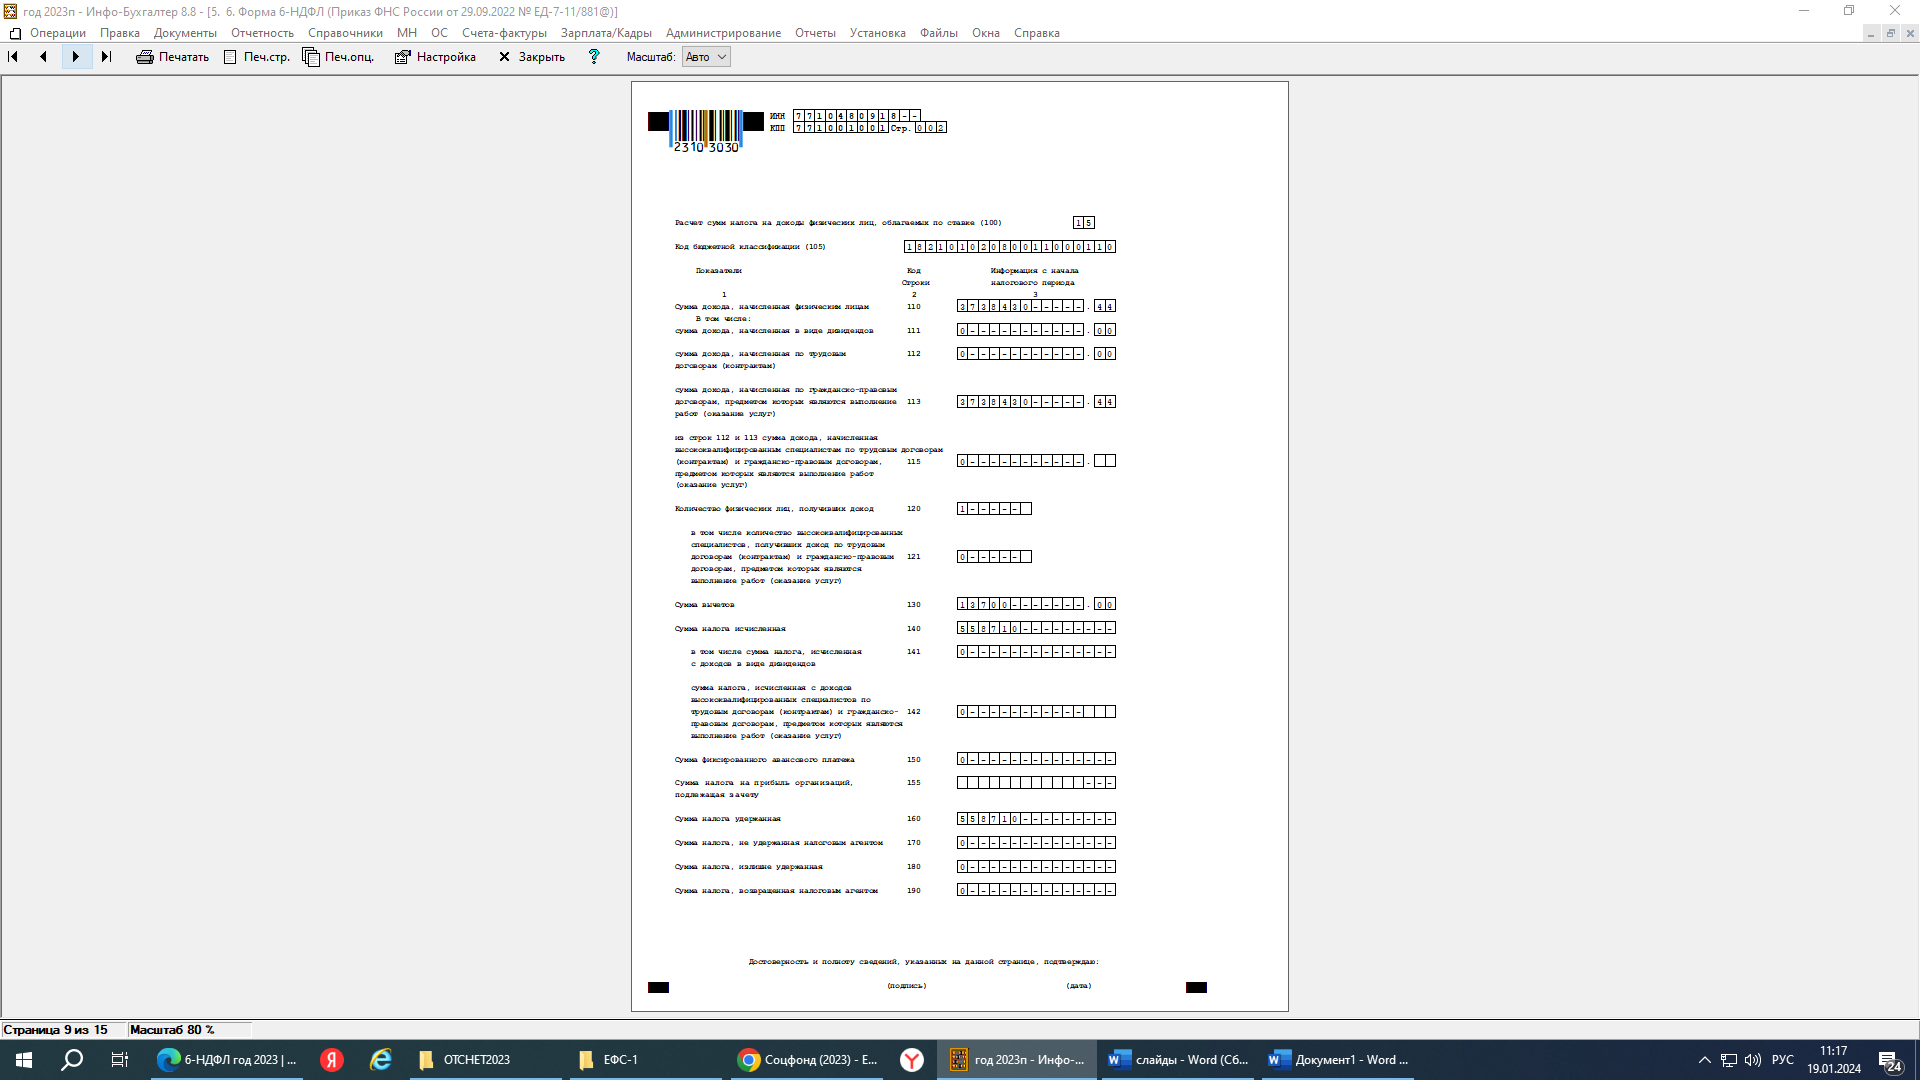 год 2023п - Инфо-Бухгалтер 8.8 - [5. 6. Форма 6-НДФЛ (Приказ ФНС России от 29.09.2022 № ЕД-7-11/881@)]
Операции Правка Документы Отчетность Справочники МН ОС Счета-фактуры Зарплата/Кадры Администрирование Отчеты Установка Файлы Окна Справка
Печатать Печ.стр. Печ.опц. Настройка Закрыть ? Масштаб: Авто
ИНН 7710480918--
КПП 771001001 Стр. 002
2310 3030
Расчет сумм налога на доходы физических лиц, облагаемых по ставке (100) 15
Код бюджетной классификации (105) 18210102080011000110
Показатели Код Информация с начала
Строки налогового периода
1 2 3
Сумма дохода, начисленная физическим лицам 110 3738430-----.44
В том числе:
сумма дохода, начисленная в виде дивидендов 111 0-----------.00
сумма дохода, начисленная по трудовым 112 0-----------.00
договорам (контрактам)
сумма дохода, начисленная по гражданско-правовым
договорам, предметом которых являются выполнение 113 3738430-----.44
работ (оказание услуг)
из строк 112 и 113 сумма дохода, начисленная
высококвалифицированным специалистам по трудовым договорам
(контрактам) и гражданско-правовым договорам, 115 0-----------.
предметом которых являются выполнение работ
(оказание услуг)
Количество физических лиц, получивших доход 120 1-----
в том числе количество высококвалифицированных
специалистов, получивших доход по трудовым
договорам (контрактам) и гражданско-правовым 121 0-----
договорам, предметом которых являются
выполнение работ (оказание услуг)
Сумма вычетов 130 13700-------.00
Сумма налога исчисленная 140 558710---------
в том числе сумма налога, исчисленная 141 0--------------
с доходов в виде дивидендов
сумма налога, исчисленная с доходов
высококвалифицированных специалистов по
трудовым договорам (контрактам) и гражданско- 142 0-----------
правовым договорам, предметом которых являются
выполнение работ (оказание услуг)
Сумма фиксированного авансового платежа 150 0--------------
Сумма налога на прибыль организаций, 155 ---
подлежащая зачету
Сумма налога удержанная 160 558710---------
Сумма налога, не удержанная налоговым агентом 170 0--------------
Сумма налога, излишне удержанная 180 0--------------
Сумма налога, возвращенная налоговым агентом 190 0--------------
Достоверность и полноту сведений, указанных на данной странице, подтверждаю:
(подпись) (дата)
Страница 9 из 15 Масштаб 80 %
6-НДФЛ год 2023 | ... Я ОТСНЕТ2023 ЕФС-1 Соцфонд (2023) - Е... год 2023п - Инфо-... слайды - Word (Сб... Документ1 - Word ... РУС 11:17
19.01.2024 24